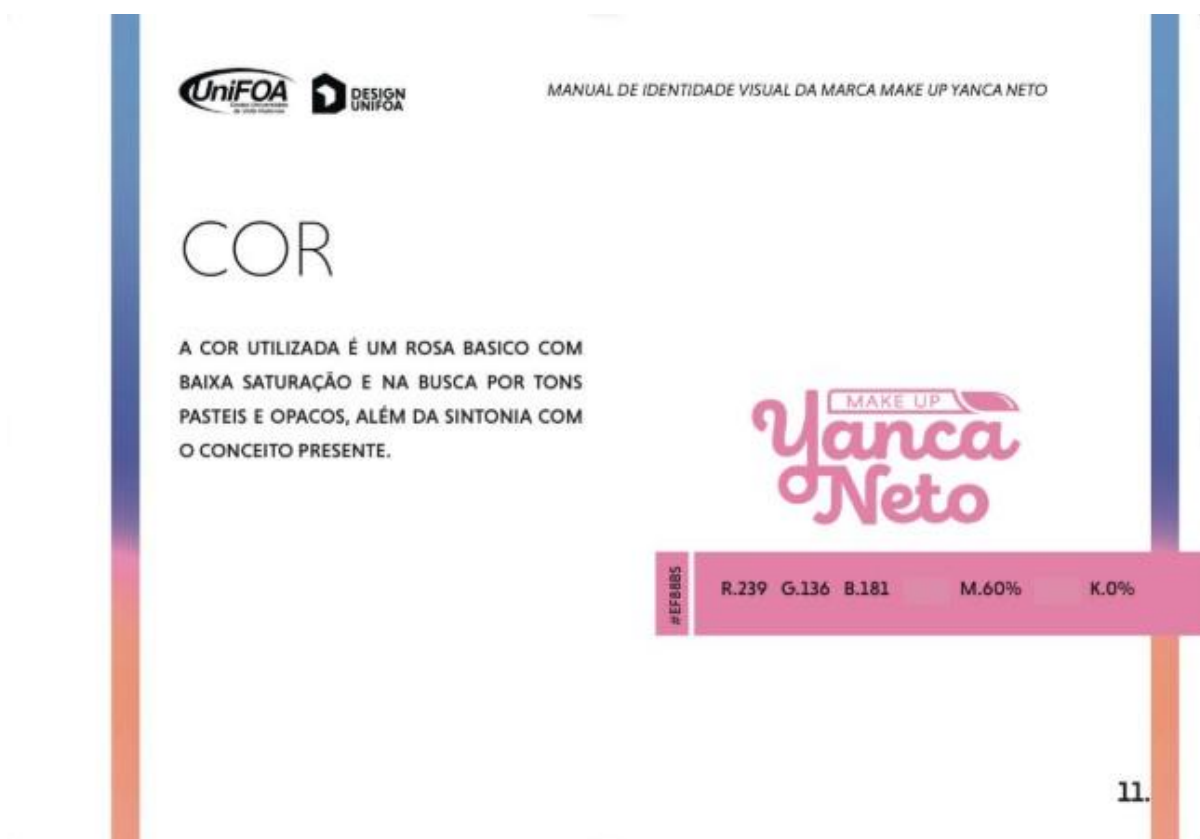 UniFOA
DESIGN
UNIFOA
MANUAL DE IDENTIDADE VISUAL DA MARCA MAKE UP YANCA NETO
COR
A COR UTILIZADA É UM ROSA BASICO COM
BAIXA SATURAÇÃO E NA BUSCA POR TONS
PASTEIS E OPACOS, ALÉM DA SINTONIA COM
O CONCEITO PRESENTE.
MAKE UP
Yanca
Neto
#EF88B5
R.239 G.136 B.181 M.60% K.0%
11.